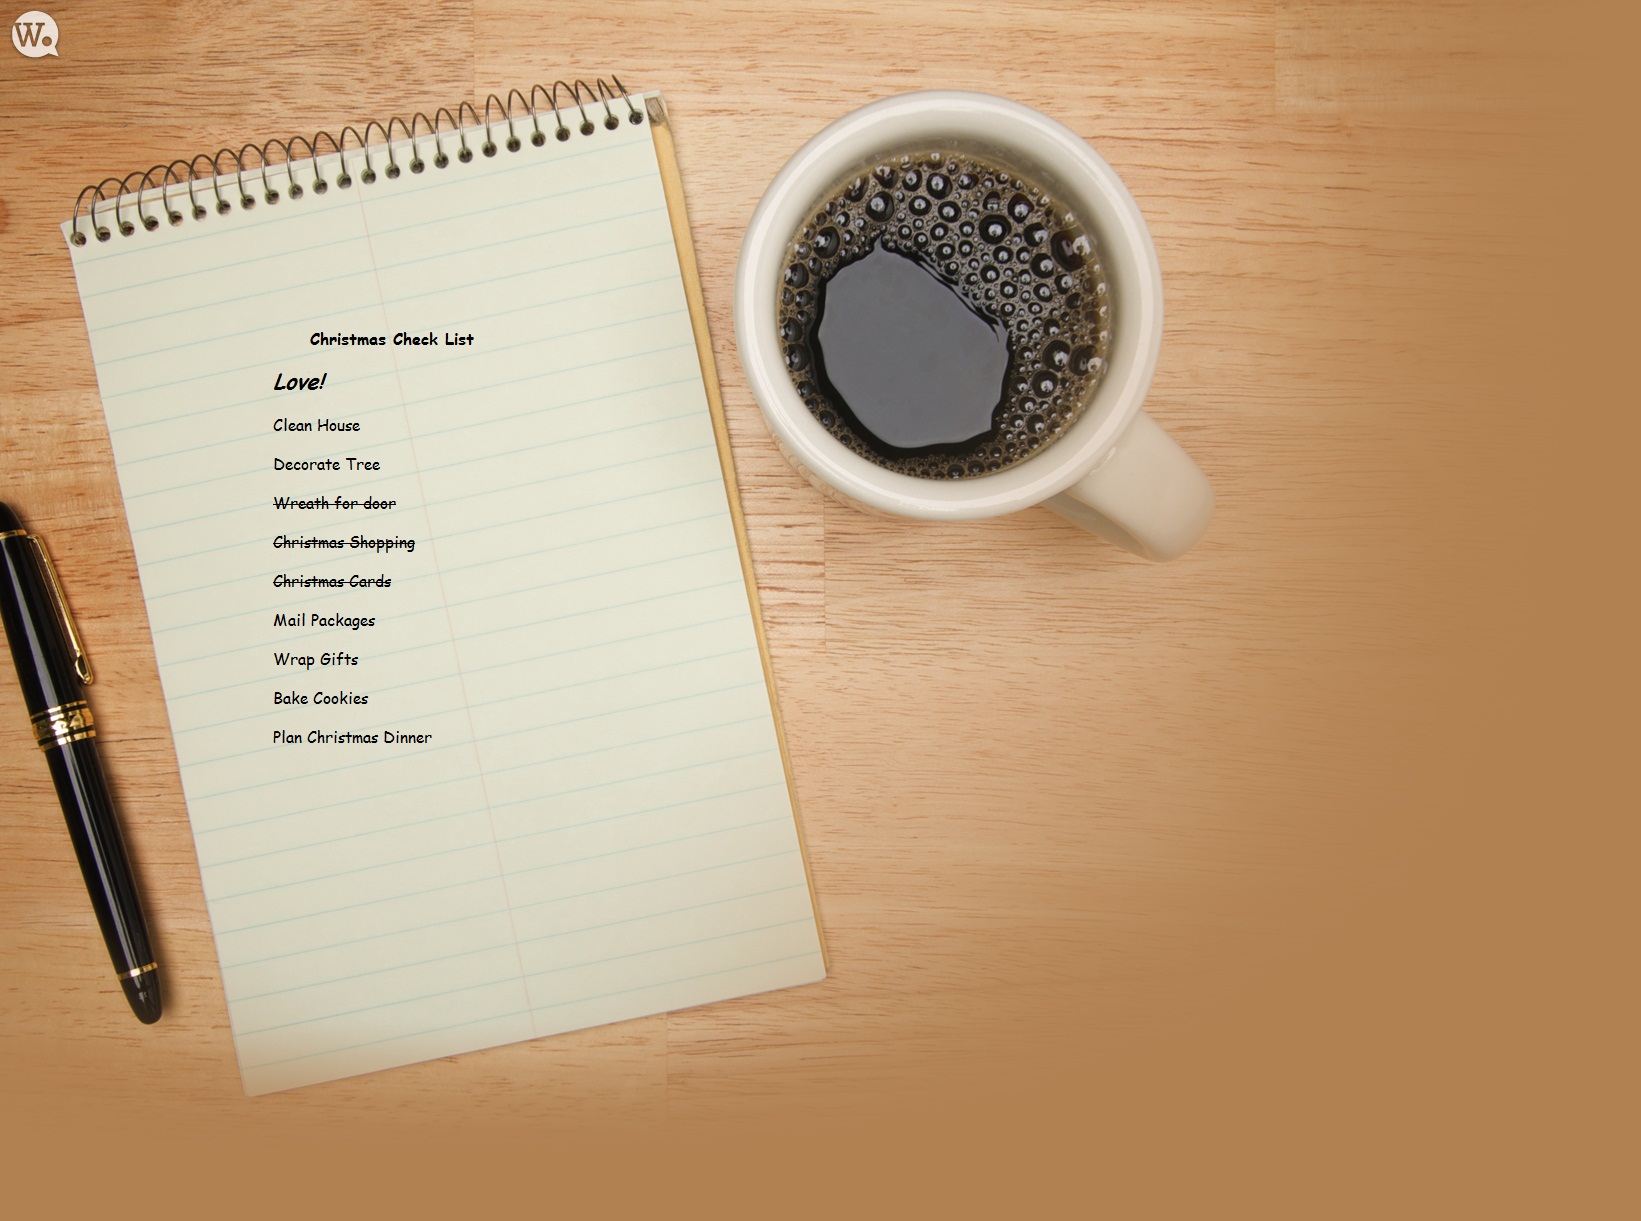 W.
Christmas Check List
Love!
Clean House
Decorate Tree
Wreath for door
Christmas Shopping
Christmas Cards
Mail Packages
Wrap Gifts
Bake Cookies
Plan Christmas Dinner